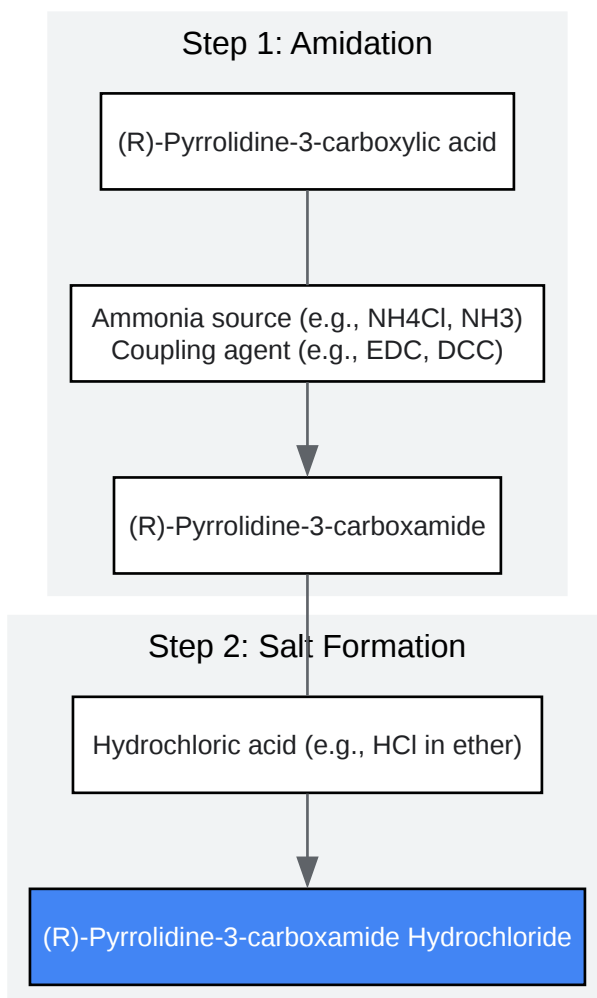 Step 1: Amidation
(R)-Pyrrolidine-3-carboxylic acid
Ammonia source (e.g., NH4Cl, NH3)
Coupling agent (e.g., EDC, DCC)
(R)-Pyrrolidine-3-carboxamide
Step 2: Salt Formation
Hydrochloric acid (e.g., HCl in ether)
(R)-Pyrrolidine-3-carboxamide Hydrochloride